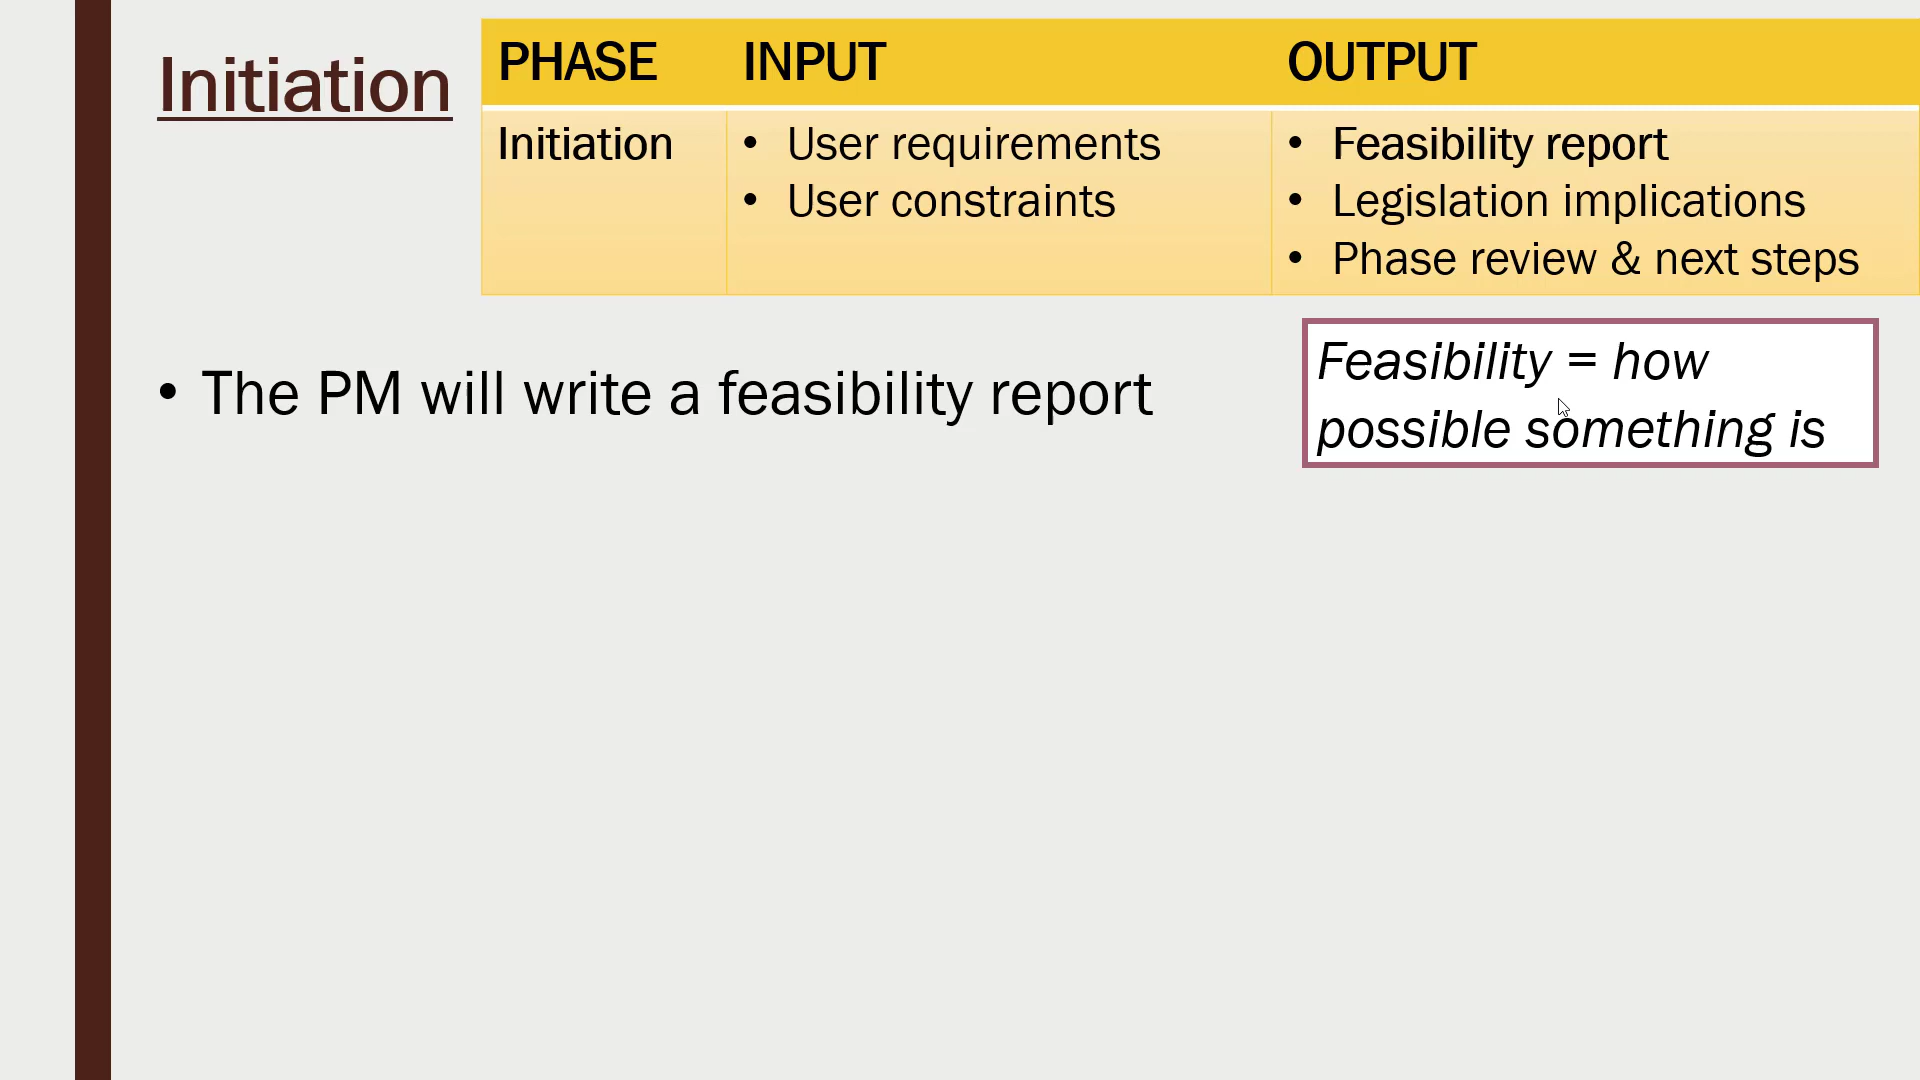 Initiation
PHASE INPUT OUTPUT
Initiation • User requirements • Feasibility report
• User constraints • Legislation implications
• Phase review & next steps
• The PM will write a feasibility report
Feasibility = how
possible something is